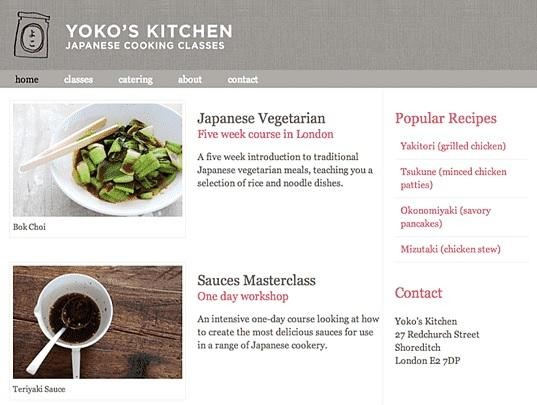 よこ
YOKO'S KITCHEN
JAPANESE COOKING CLASSES
home classes catering about contact
Bok Choi
Japanese Vegetarian
Five week course in London
A five week introduction to traditional
Japanese vegetarian meals, teaching you a
selection of rice and noodle dishes.
Teriyaki Sauce
Sauces Masterclass
One day workshop
An intensive one-day course looking at how
to create the most delicious sauces for use
in a range of Japanese cookery.
Popular Recipes
Yakitori (grilled chicken)
Tsukune (minced chicken
patties)
Okonomiyaki (savory
pancakes)
Mizutaki (chicken stew)
Contact
Yoko's Kitchen
27 Redchurch Street
Shoreditch
London E2 7DP